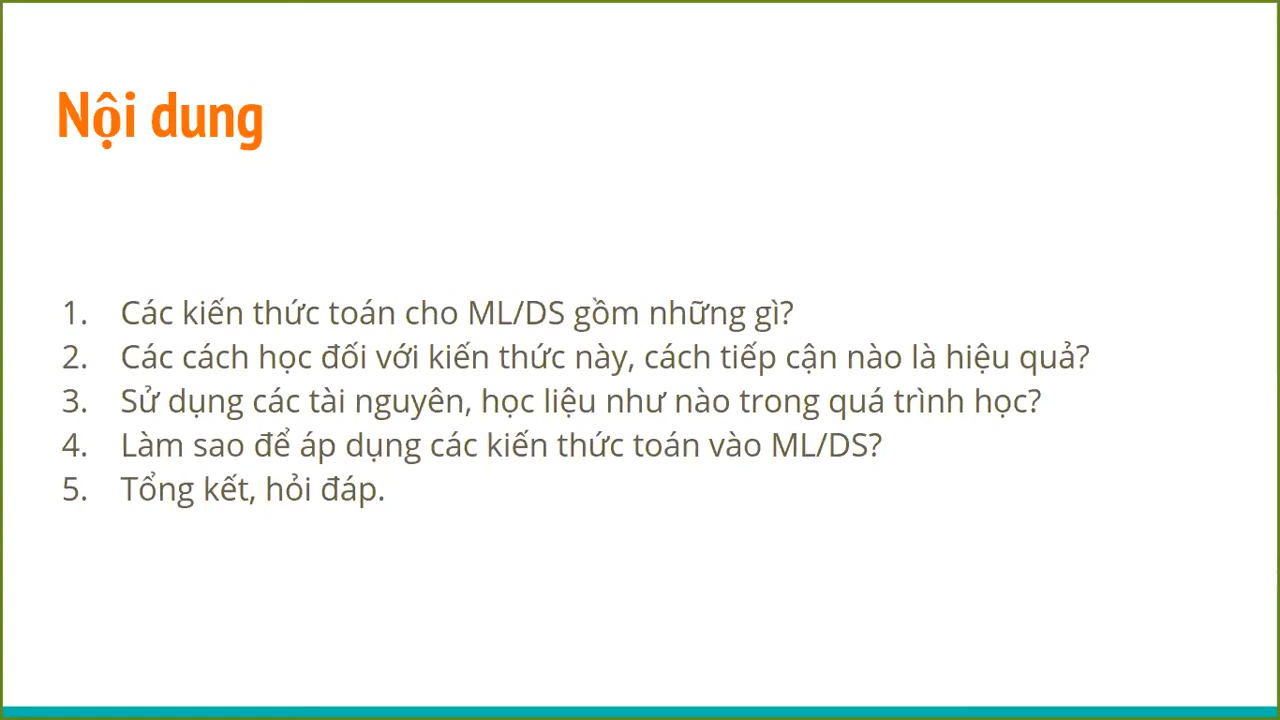 Nội dung
1. Các kiến thức toán cho ML/DS gồm những gì?
2. Các cách học đối với kiến thức này, cách tiếp cận nào là hiệu quả?
3. Sử dụng các tài nguyên, học liệu như nào trong quá trình học?
4. Làm sao để áp dụng các kiến thức toán vào ML/DS?
5. Tổng kết, hỏi đáp.